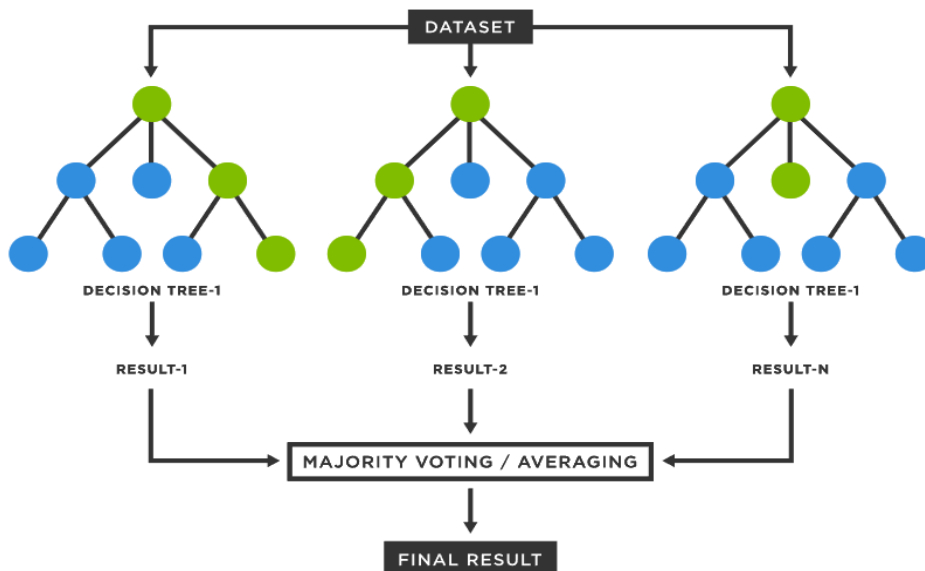 DATASET
DECISION TREE-1
DECISION TREE-1
DECISION TREE-1
RESULT-1
RESULT-2
RESULT-N
MAJORITY VOTING / AVERAGING
FINAL RESULT